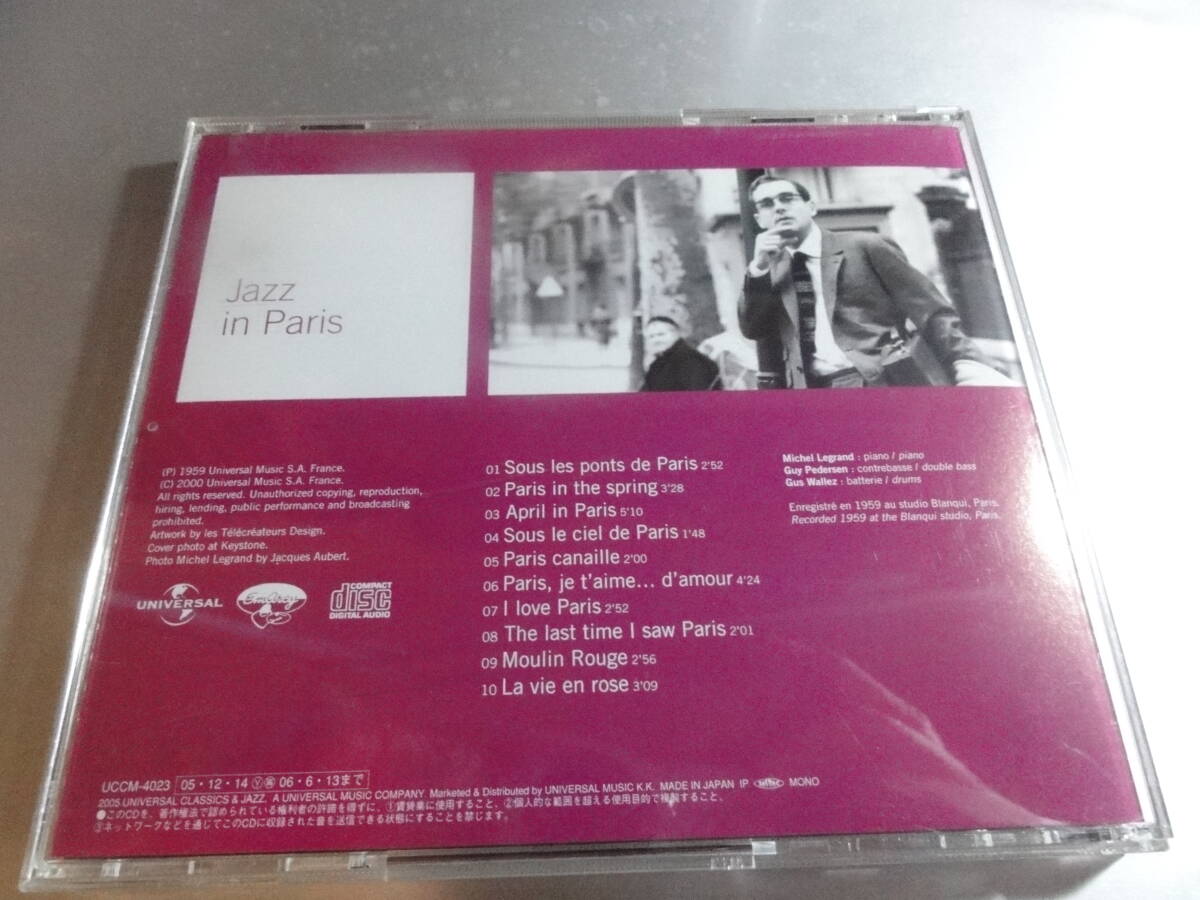 Jazz
in Paris
(P) 1959 Universal Music S.A. France.
(C) 2000 Universal Music S.A. France.
All rights reserved. Unauthorized copying, reproduction,
hiring, lending, public performance and broadcasting
prohibited.
Artwork by les Télécréateurs Design.
Cover photo at Keystone.
Photo Michel Legrand by Jacques Aubert.
UNIVERSAL
EmArcy
COMPACT
disc
DIGITAL AUDIO
01 Sous les ponts de Paris 2'52
02 Paris in the spring 3'28
03 April in Paris 5'10
04 Sous le ciel de Paris 1'48
05 Paris canaille 2'00
06 Paris, je t'aime... d'amour 4'24
07 I love Paris 2'52
08 The last time I saw Paris 2'01
09 Moulin Rouge 2'56
10 La vie en rose 3'09
Michel Legrand : piano / piano
Guy Pedersen : contrebasse / double bass
Gus Wallez : batterie / drums
Enregistré en 1959 au studio Blanqui, Paris.
Recorded 1959 at the Blanqui studio, Paris.
UCCM-4023 05・12・14 Ⓨ㊢ 06・6・13まで
2005 UNIVERSAL CLASSICS & JAZZ. A UNIVERSAL MUSIC COMPANY. Marketed & Distributed by UNIVERSAL MUSIC K.K. MADE IN JAPAN IP MONO
●このCDを、著作権法で認められている権利者の許諾を得ずに、①賃貸業に使用すること、②個人的な範囲を超える使用目的で複製すること、
③ネットワークなどを通じてこのCDに収録された音を送信できる状態にすることを禁じます。